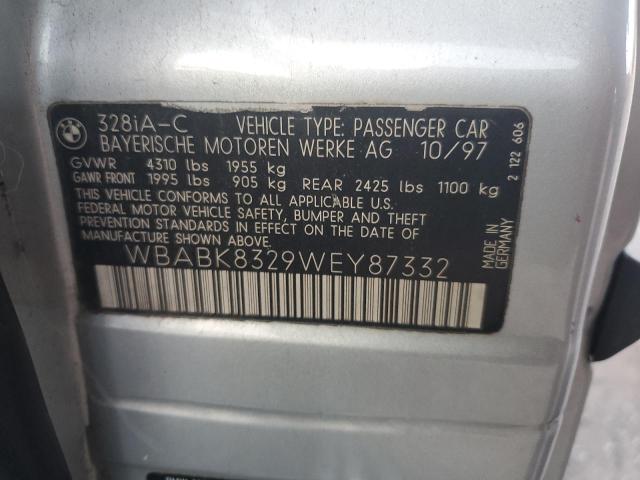 BMW
328iA-C VEHICLE TYPE: PASSENGER CAR
BAYERISCHE MOTOREN WERKE AG 10/97
GVWR 4310 lbs 1955 kg
GAWR FRONT 1995 lbs 905 kg REAR 2425 lbs 1100 kg
THIS VEHICLE CONFORMS TO ALL APPLICABLE U.S.
FEDERAL MOTOR VEHICLE SAFETY, BUMPER AND THEFT
PREVENTION STANDARDS IN EFFECT ON THE DATE OF
MANUFACTURE SHOWN ABOVE.
WBABK8329WEY87332
MADE IN
GERMANY
2 122 606